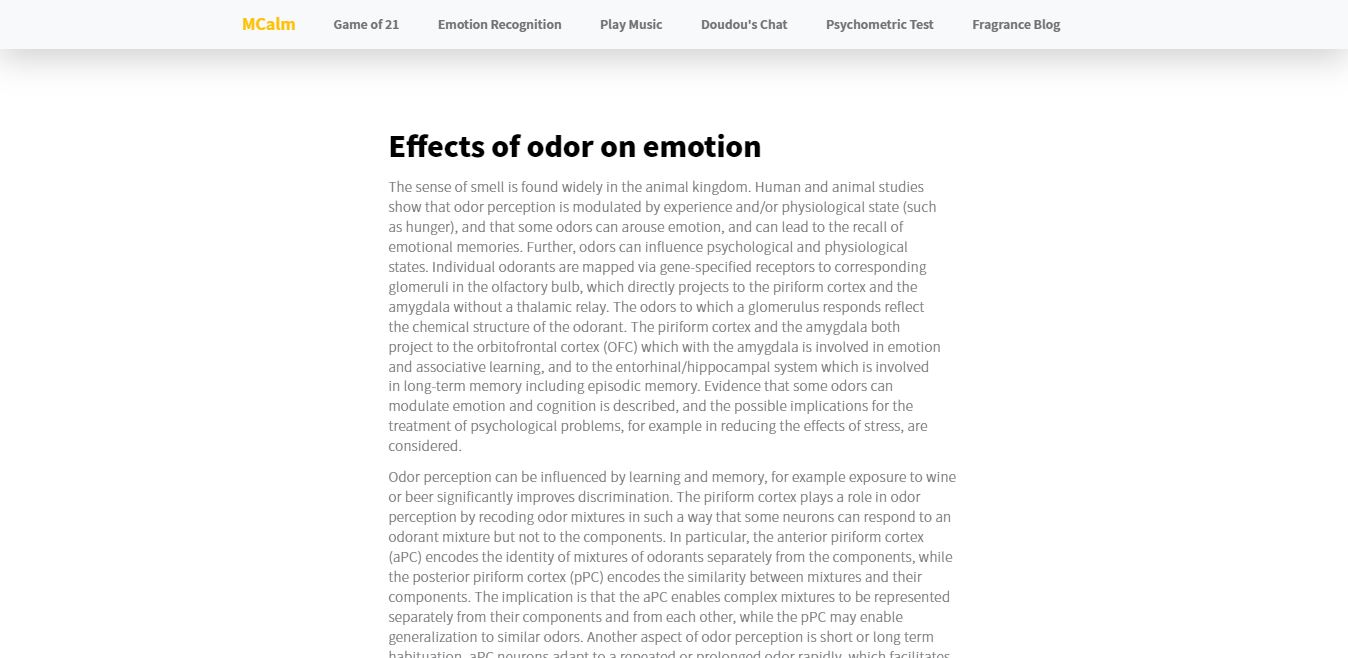 MCalm Game of 21 Emotion Recognition Play Music Doudou's Chat Psychometric Test Fragrance Blog
Effects of odor on emotion
The sense of smell is found widely in the animal kingdom. Human and animal studies
show that odor perception is modulated by experience and/or physiological state (such
as hunger), and that some odors can arouse emotion, and can lead to the recall of
emotional memories. Further, odors can influence psychological and physiological
states. Individual odorants are mapped via gene-specified receptors to corresponding
glomeruli in the olfactory bulb, which directly projects to the piriform cortex and the
amygdala without a thalamic relay. The odors to which a glomerulus responds reflect
the chemical structure of the odorant. The piriform cortex and the amygdala both
project to the orbitofrontal cortex (OFC) which with the amygdala is involved in emotion
and associative learning, and to the entorhinal/hippocampal system which is involved
in long-term memory including episodic memory. Evidence that some odors can
modulate emotion and cognition is described, and the possible implications for the
treatment of psychological problems, for example in reducing the effects of stress, are
considered.
Odor perception can be influenced by learning and memory, for example exposure to wine
or beer significantly improves discrimination. The piriform cortex plays a role in odor
perception by recoding odor mixtures in such a way that some neurons can respond to an
odorant mixture but not to the components. In particular, the anterior piriform cortex
(aPC) encodes the identity of mixtures of odorants separately from the components, while
the posterior piriform cortex (pPC) encodes the similarity between mixtures and their
components. The implication is that the aPC enables complex mixtures to be represented
separately from their components and from each other, while the pPC may enable
generalization to similar odors. Another aspect of odor perception is short or long term
habituation. aPC neurons adapt to a repeated or prolonged odor rapidly, which facilitates